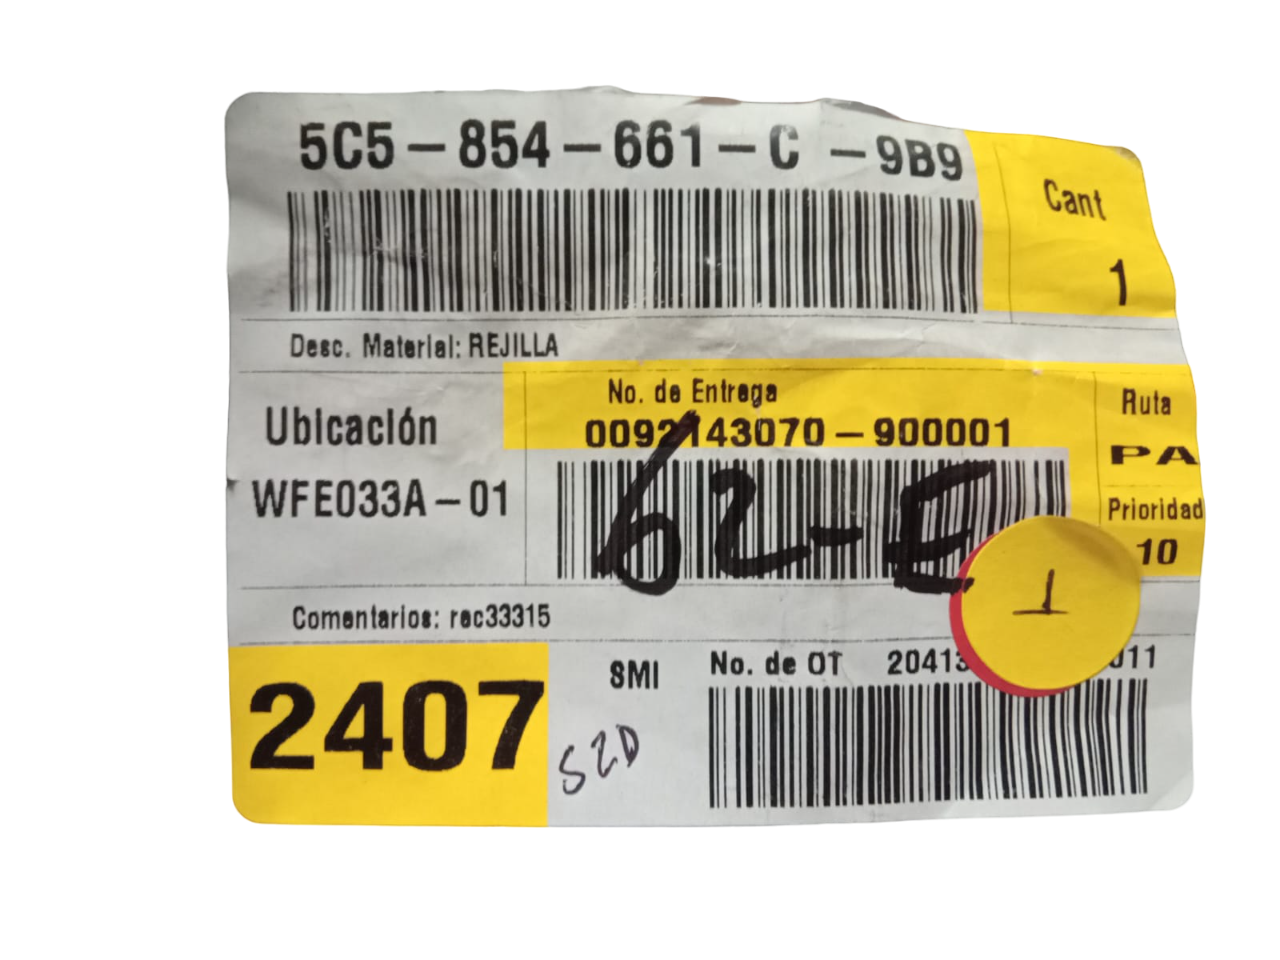 5C5-854-661-C -9B9
Cant
1
Desc. Material: REJILLA
No. de Entrega
0092143070-900001
Ruta
PA
Ubicación
WFE033A-01
Prioridad
10
62-E
1
Comentarios: rec33315
2407
SMI
No. de OT
S2D